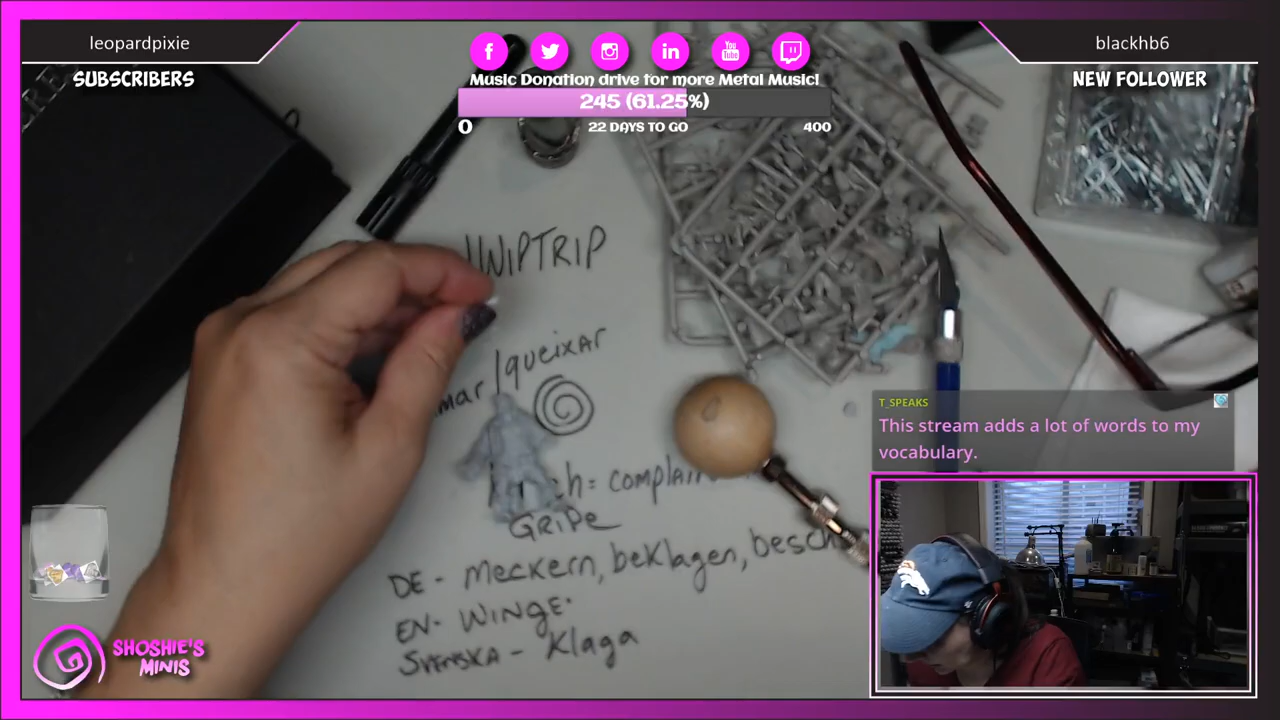 leopardpixie
SUBSCRIBERS
blackhb6
NEW FOLLOWER
Music Donation drive for more Metal Music!
245 (61.25%)
0
22 DAYS TO GO
400
queixar
GRIPE
DE - Meckern, beklagen,
EN - WINGE
SVENSKA - Klaga
T_SPEAKS
This stream adds a lot of words to my
vocabulary.
SHOSHIE'S
MINIS